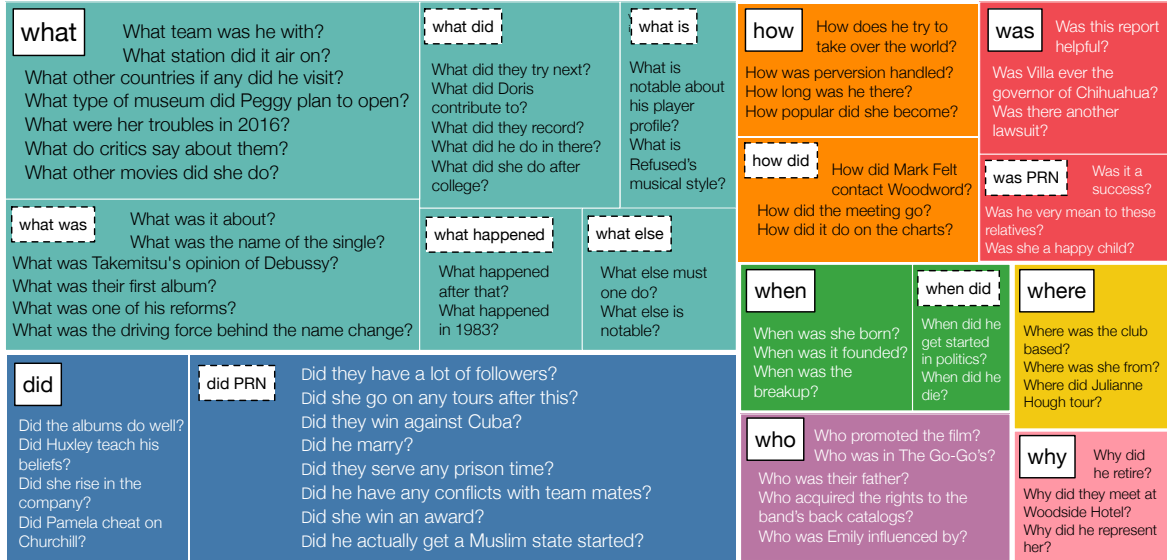 what
What team was he with?
What station did it air on?
What other countries if any did he visit?
What type of museum did Peggy plan to open?
What were her troubles in 2016?
What do critics say about them?
What other movies did she do?
what did
What did they try next?
What did Doris
contribute to?
What did they record?
What did he do in there?
What did she do after
college?
what is
What is
notable about
his player
profile?
What is
Refused's
musical style?
what was
What was it about?
What was the name of the single?
What was Takemitsu's opinion of Debussy?
What was their first album?
What was one of his reforms?
What was the driving force behind the name change?
what happened
What happened
after that?
What happened
in 1983?
what else
What else must
one do?
What else is
notable?
how
How does he try to
take over the world?
How was perversion handled?
How long was he there?
How popular did she become?
how did
How did Mark Felt
contact Woodword?
How did the meeting go?
How did it do on the charts?
was
Was this report
helpful?
Was Villa ever the
governor of Chihuahua?
Was there another
lawsuit?
was PRN
Was it a
success?
Was he very mean to these
relatives?
Was she a happy child?
did
Did the albums do well?
Did Huxley teach his
beliefs?
Did she rise in the
company?
Did Pamela cheat on
Churchill?
did PRN
Did they have a lot of followers?
Did she go on any tours after this?
Did they win against Cuba?
Did he marry?
Did they serve any prison time?
Did he have any conflicts with team mates?
Did she win an award?
Did he actually get a Muslim state started?
when
When was she born?
When was it founded?
When was the
breakup?
when did
When did he
get started
in politics?
When did he
die?
where
Where was the club
based?
Where was she from?
Where did Julianne
Hough tour?
who
Who promoted the film?
Who was in The Go-Go's?
Who was their father?
Who acquired the rights to the
band's back catalogs?
Who was Emily influenced by?
why
Why did
he retire?
Why did they meet at
Woodside Hotel?
Why did he represent
her?